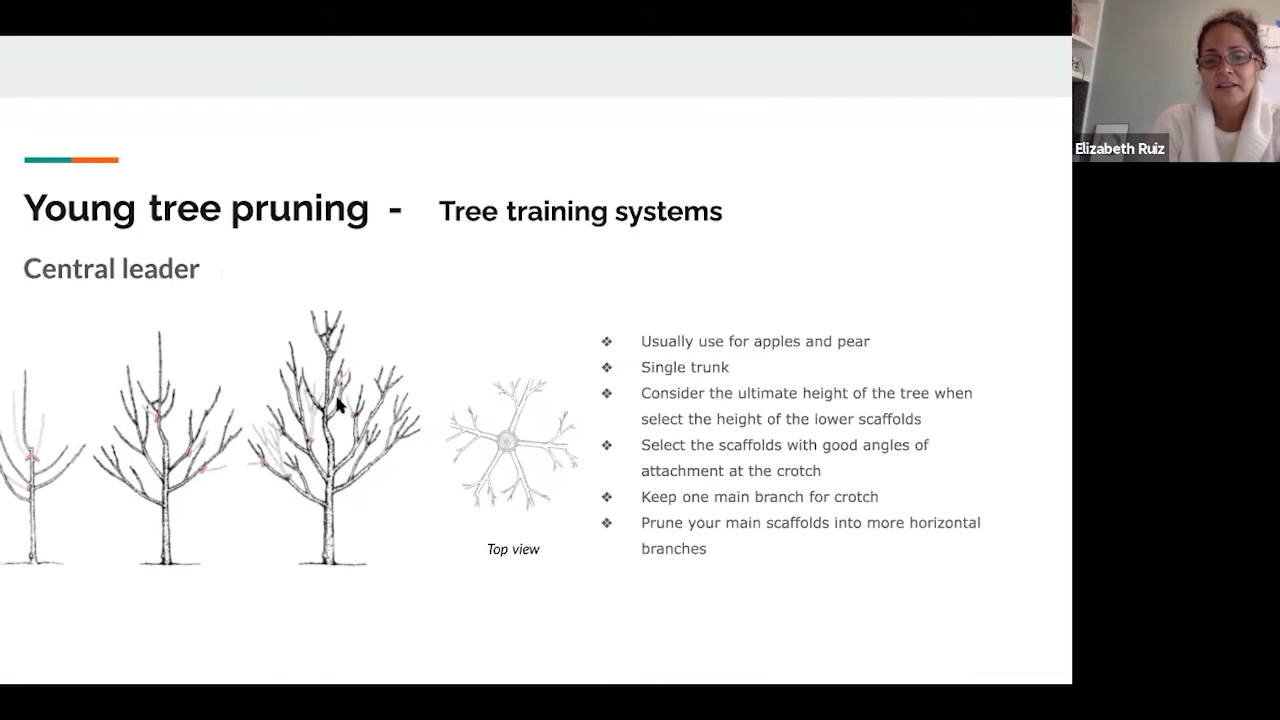 Elizabeth Ruiz
Young tree pruning - Tree training systems
Central leader
❖ Usually use for apples and pear
❖ Single trunk
❖ Consider the ultimate height of the tree when
select the height of the lower scaffolds
❖ Select the scaffolds with good angles of
attachment at the crotch
❖ Keep one main branch for crotch
❖ Prune your main scaffolds into more horizontal
branches
Top view